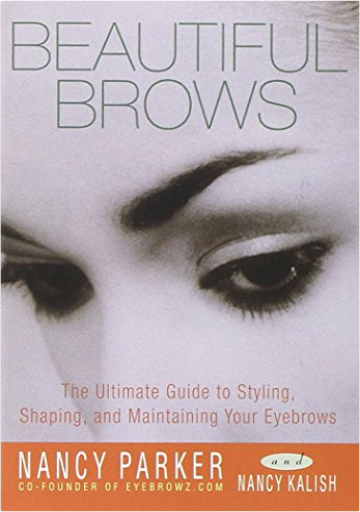 BEAUTIFUL
BROWS
The Ultimate Guide to Styling,
Shaping, and Maintaining Your Eyebrows
NANCY PARKER
CO-FOUNDER OF EYEBROWZ.COM
and
NANCY KALISH